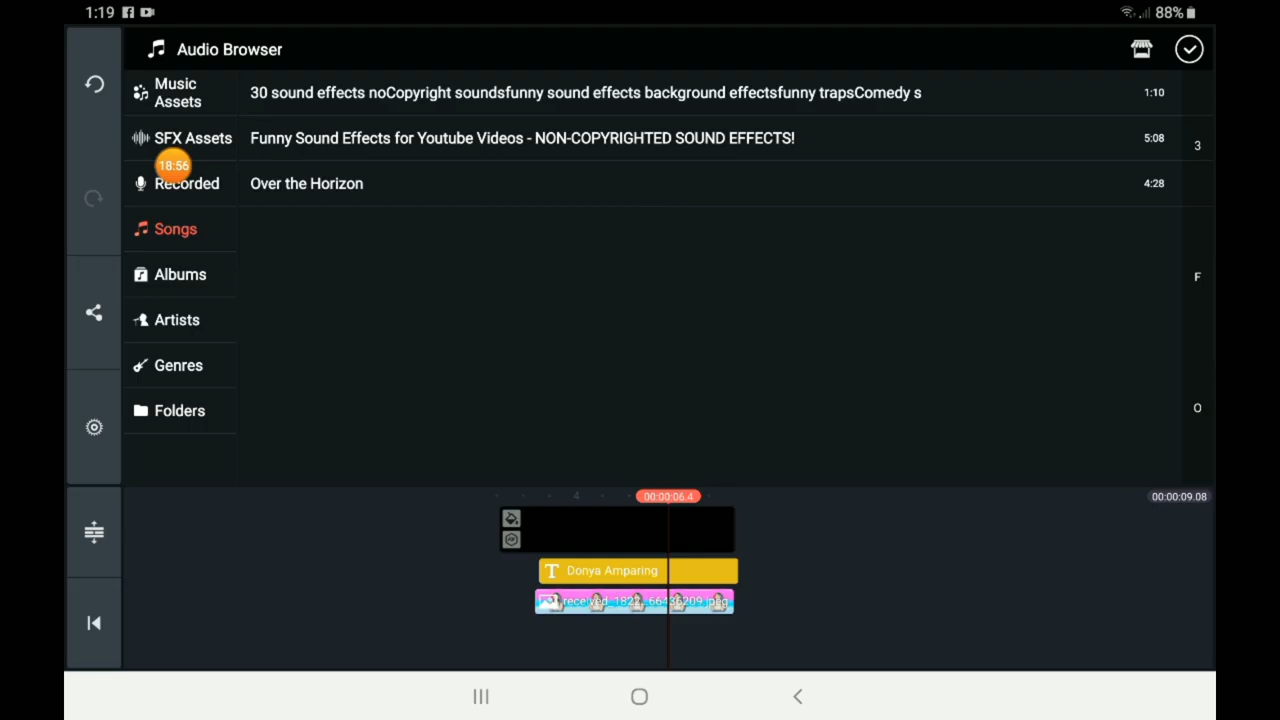 1:19
88%
Audio Browser
Music
Assets
30 sound effects noCopyright soundsfunny sound effects background effectsfunny trapsComedy s
1:10
SFX Assets
Funny Sound Effects for Youtube Videos - NON-COPYRIGHTED SOUND EFFECTS!
5:08
3
18:56
Recorded
Over the Horizon
4:28
Songs
Albums
F
Artists
Genres
Folders
O
4
00:00:06.4
00:00:09.08
T Donya Amparing
received_1822_66436209.jpeg